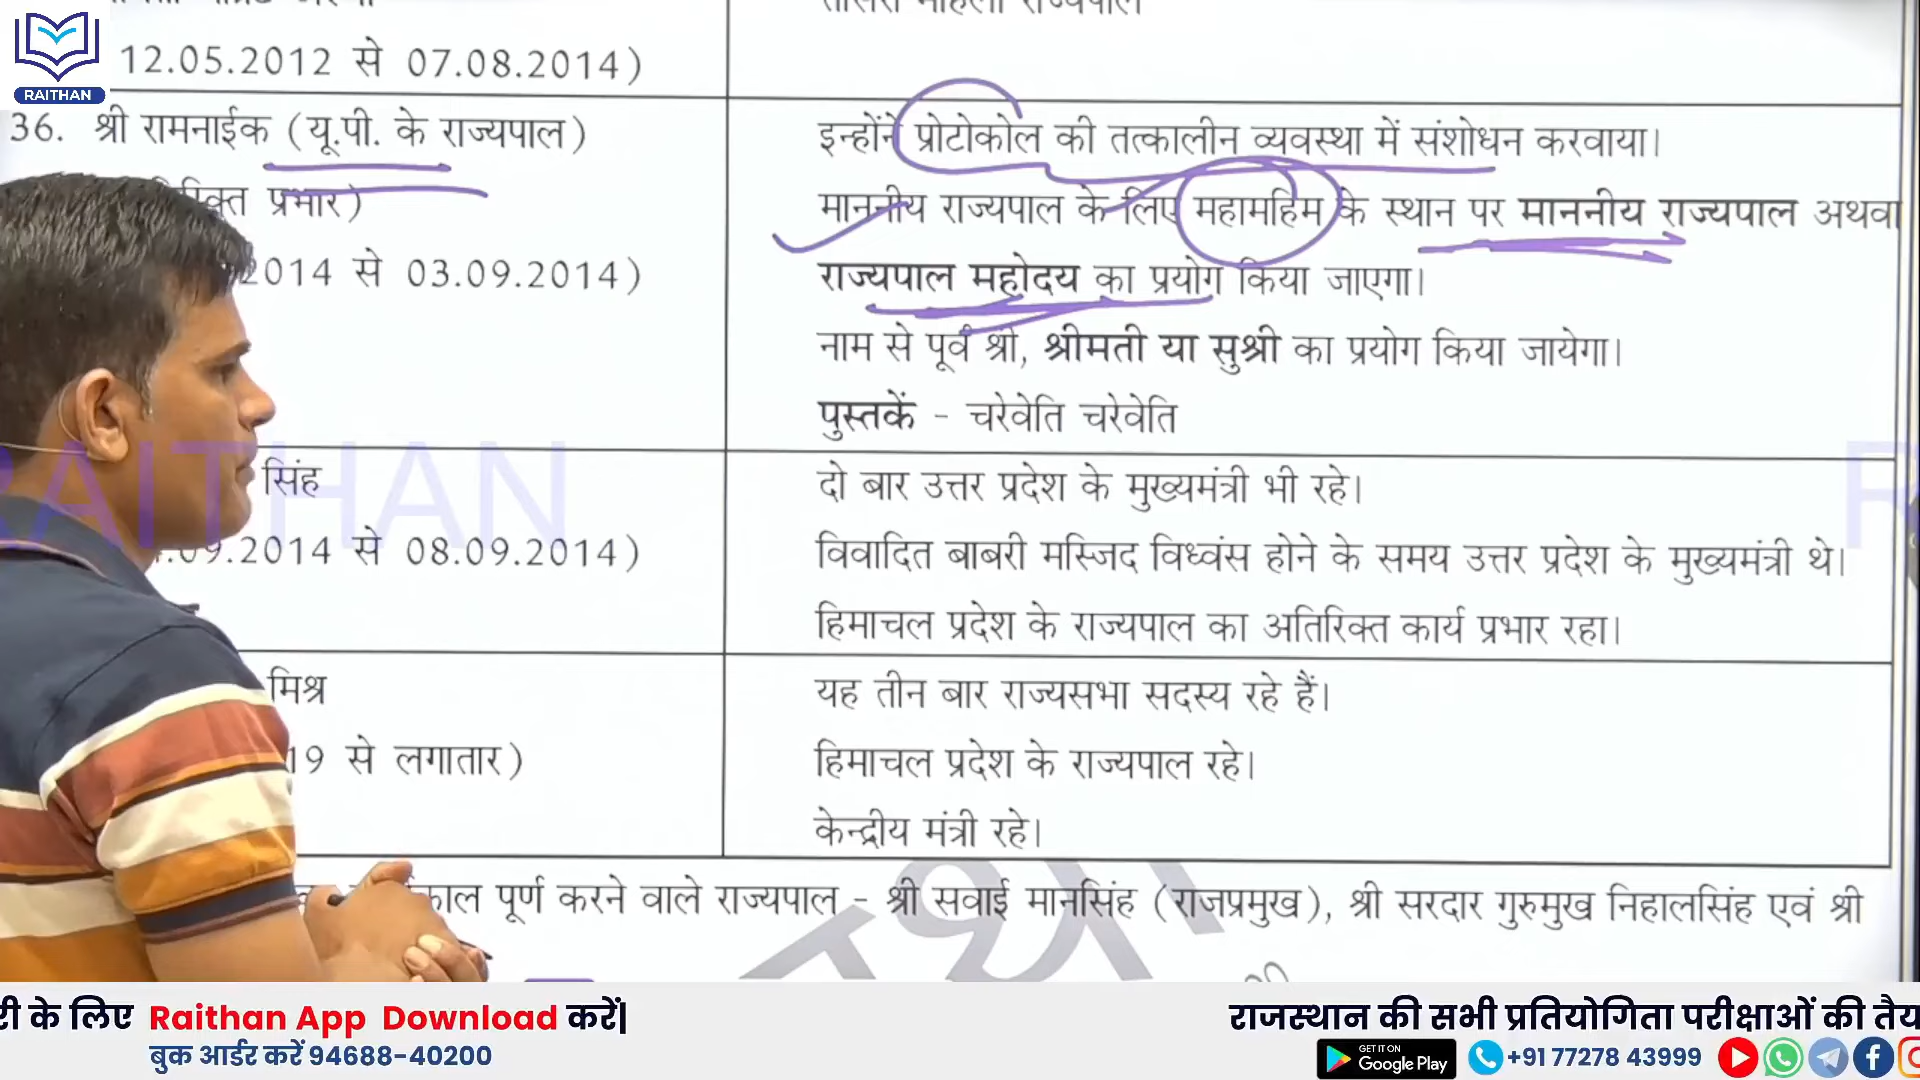 RAITHAN
12.05.2012 से 07.08.2014)
36. श्री रामनाईक (यू.पी. के राज्यपाल)
प्रभार)
2014 से 03.09.2014)
इन्होंने प्रोटोकोल की तत्कालीन व्यवस्था में संशोधन करवाया।
माननीय राज्यपाल के लिए महामहिम के स्थान पर माननीय राज्यपाल अथवा
राज्यपाल महोदय का प्रयोग किया जाएगा।
नाम से पूर्व श्री, श्रीमती या सुश्री का प्रयोग किया जायेगा।
पुस्तकें - चरेवेति चरेवेति
सिंह
.09.2014 से 08.09.2014)
दो बार उत्तर प्रदेश के मुख्यमंत्री भी रहे।
विवादित बाबरी मस्जिद विध्वंस होने के समय उत्तर प्रदेश के मुख्यमंत्री थे।
हिमाचल प्रदेश के राज्यपाल का अतिरिक्त कार्य प्रभार रहा।
मिश्र
19 से लगातार)
यह तीन बार राज्यसभा सदस्य रहे हैं।
हिमाचल प्रदेश के राज्यपाल रहे।
केन्द्रीय मंत्री रहे।
पूर्ण करने वाले राज्यपाल - श्री सवाई मानसिंह (राजप्रमुख), श्री सरदार गुरुमुख निहालसिंह एवं श्री
RAITHAN
के लिए Raithan App Download करें|
बुक आर्डर करें 94688-40200
राजस्थान की सभी प्रतियोगिता परीक्षाओं की
GET IT ON
Google Play
+91 77278 43999